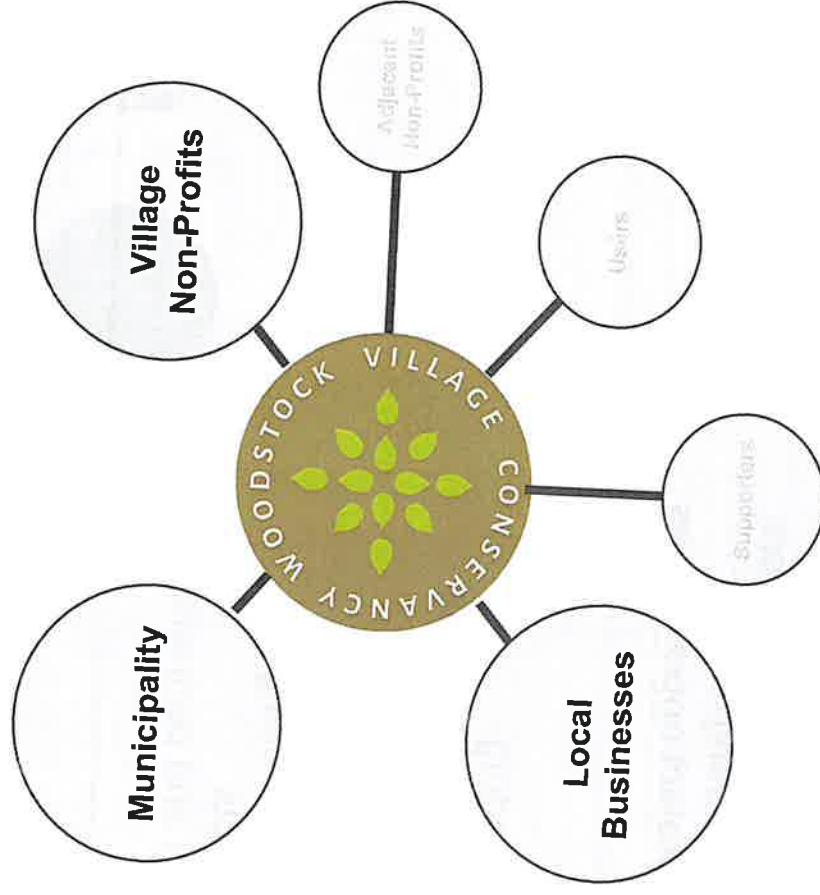 Municipality
Village
Non-Profits
WOODSTOCK VILLAGE CONSERVANCY
Adjacent
Non-Profits
Local
Businesses
Supporters
Users